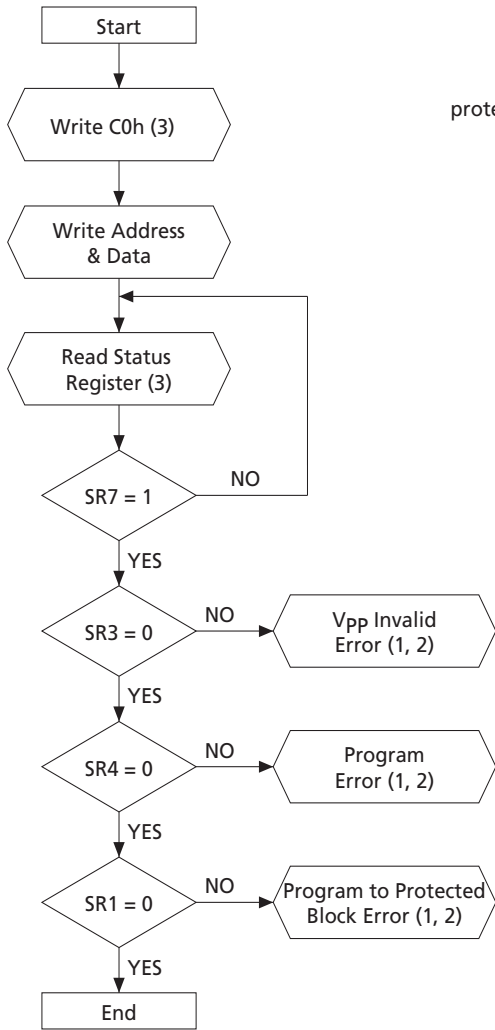 Start
Write C0h (3)
prote
Write Address
& Data
Read Status
Register (3)
SR7 = 1
NO
YES
SR3 = 0
NO
VPP Invalid
Error (1, 2)
YES
SR4 = 0
NO
Program
Error (1, 2)
YES
SR1 = 0
NO
Program to Protected
Block Error (1, 2)
YES
End